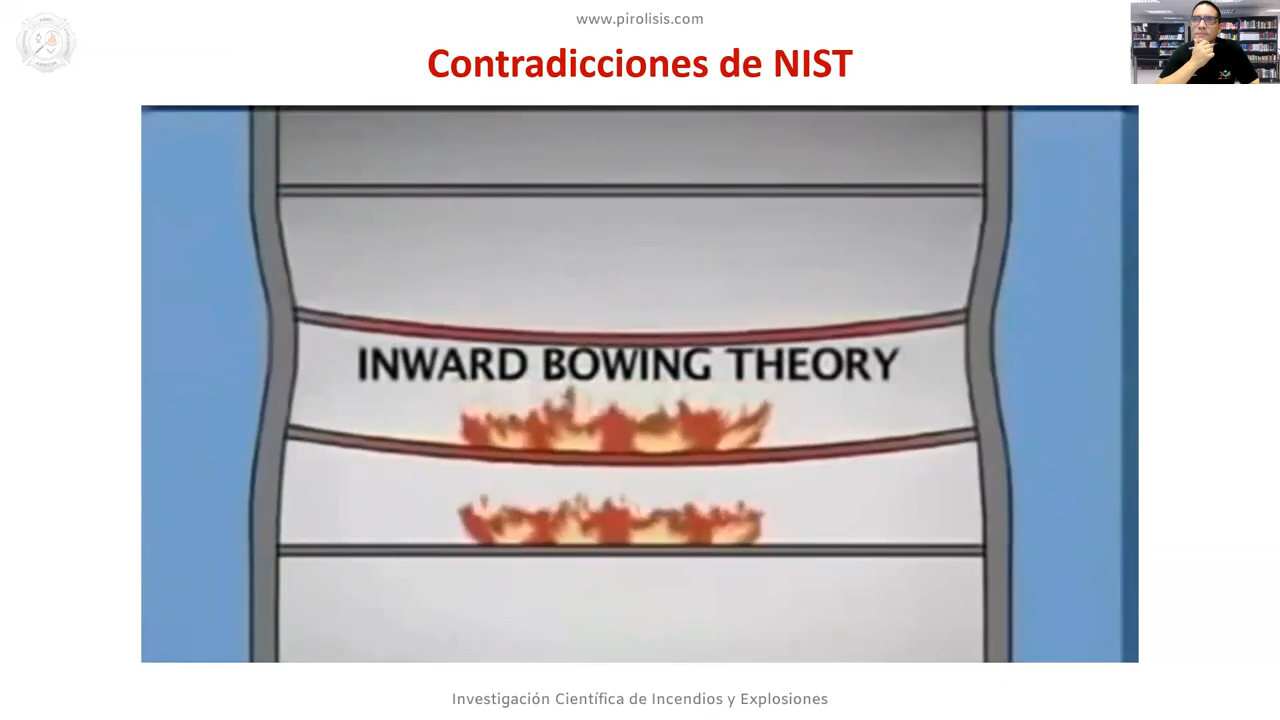 www.pirolisis.com
Contradicciones de NIST
INWARD BOWING THEORY
Investigación Científica de Incendios y Explosiones